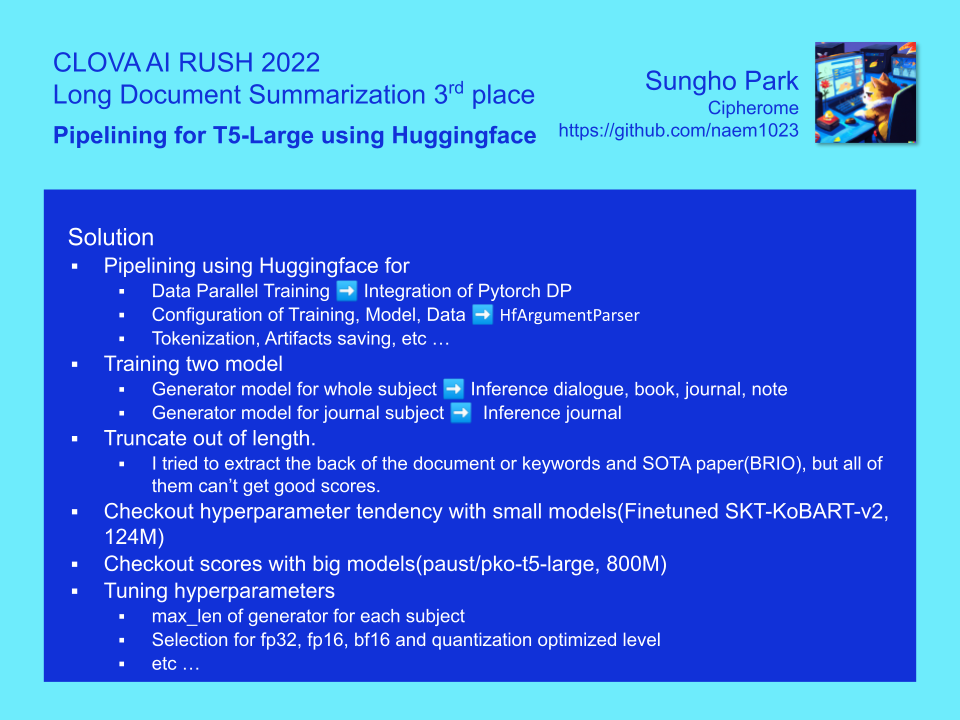 CLOVA AI RUSH 2022
Long Document Summarization 3rd place
Pipelining for T5-Large using Huggingface
Sungho Park
Cipherome
https://github.com/naem1023
Solution
▪ Pipelining using Huggingface for
▪ Data Parallel Training ➡ Integration of Pytorch DP
▪ Configuration of Training, Model, Data ➡ HfArgumentParser
▪ Tokenization, Artifacts saving, etc …
▪ Training two model
▪ Generator model for whole subject ➡ Inference dialogue, book, journal, note
▪ Generator model for journal subject ➡ Inference journal
▪ Truncate out of length.
▪ I tried to extract the back of the document or keywords and SOTA paper(BRIO), but all of
them can’t get good scores.
▪ Checkout hyperparameter tendency with small models(Finetuned SKT-KoBART-v2,
124M)
▪ Checkout scores with big models(paust/pko-t5-large, 800M)
▪ Tuning hyperparameters
▪ max_len of generator for each subject
▪ Selection for fp32, fp16, bf16 and quantization optimized level
▪ etc …